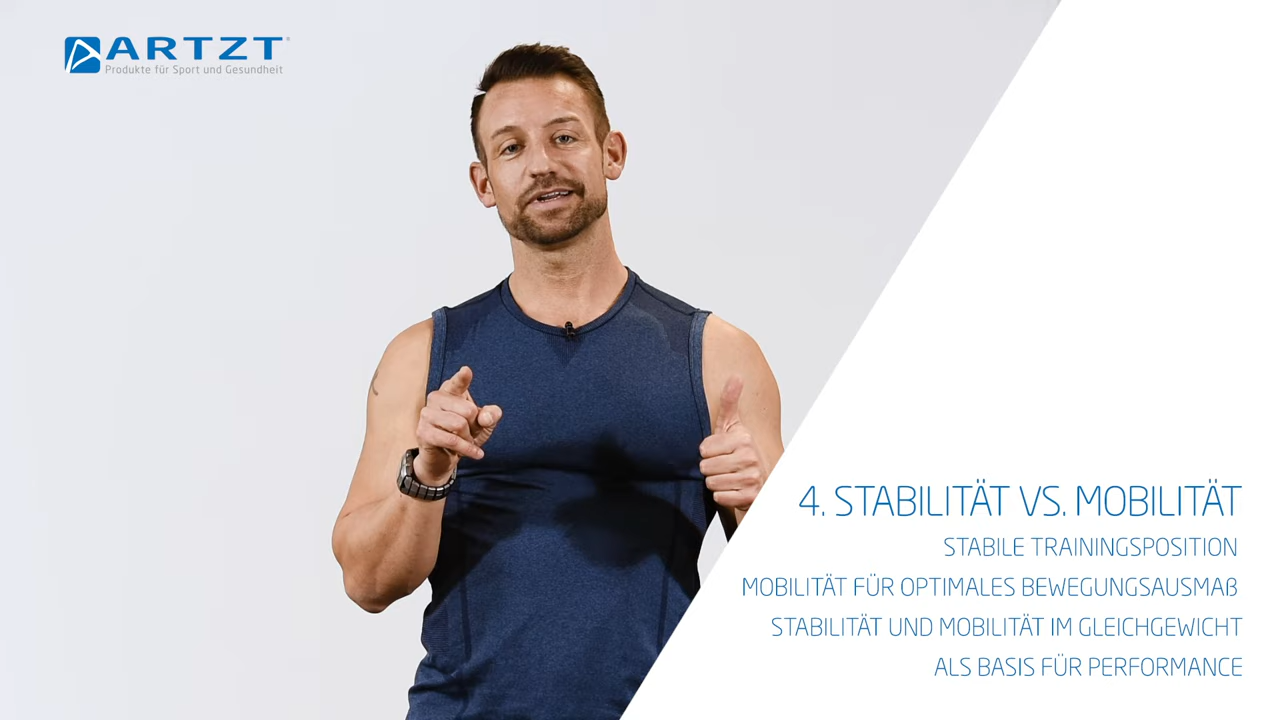 ARTZT®
Produkte für Sport und Gesundheit
4. STABILITÄT VS. MOBILITÄT
STABILE TRAININGSPOSITION
MOBILITÄT FÜR OPTIMALES BEWEGUNGSAUSMAß
STABILITÄT UND MOBILITÄT IM GLEICHGEWICHT
ALS BASIS FÜR PERFORMANCE